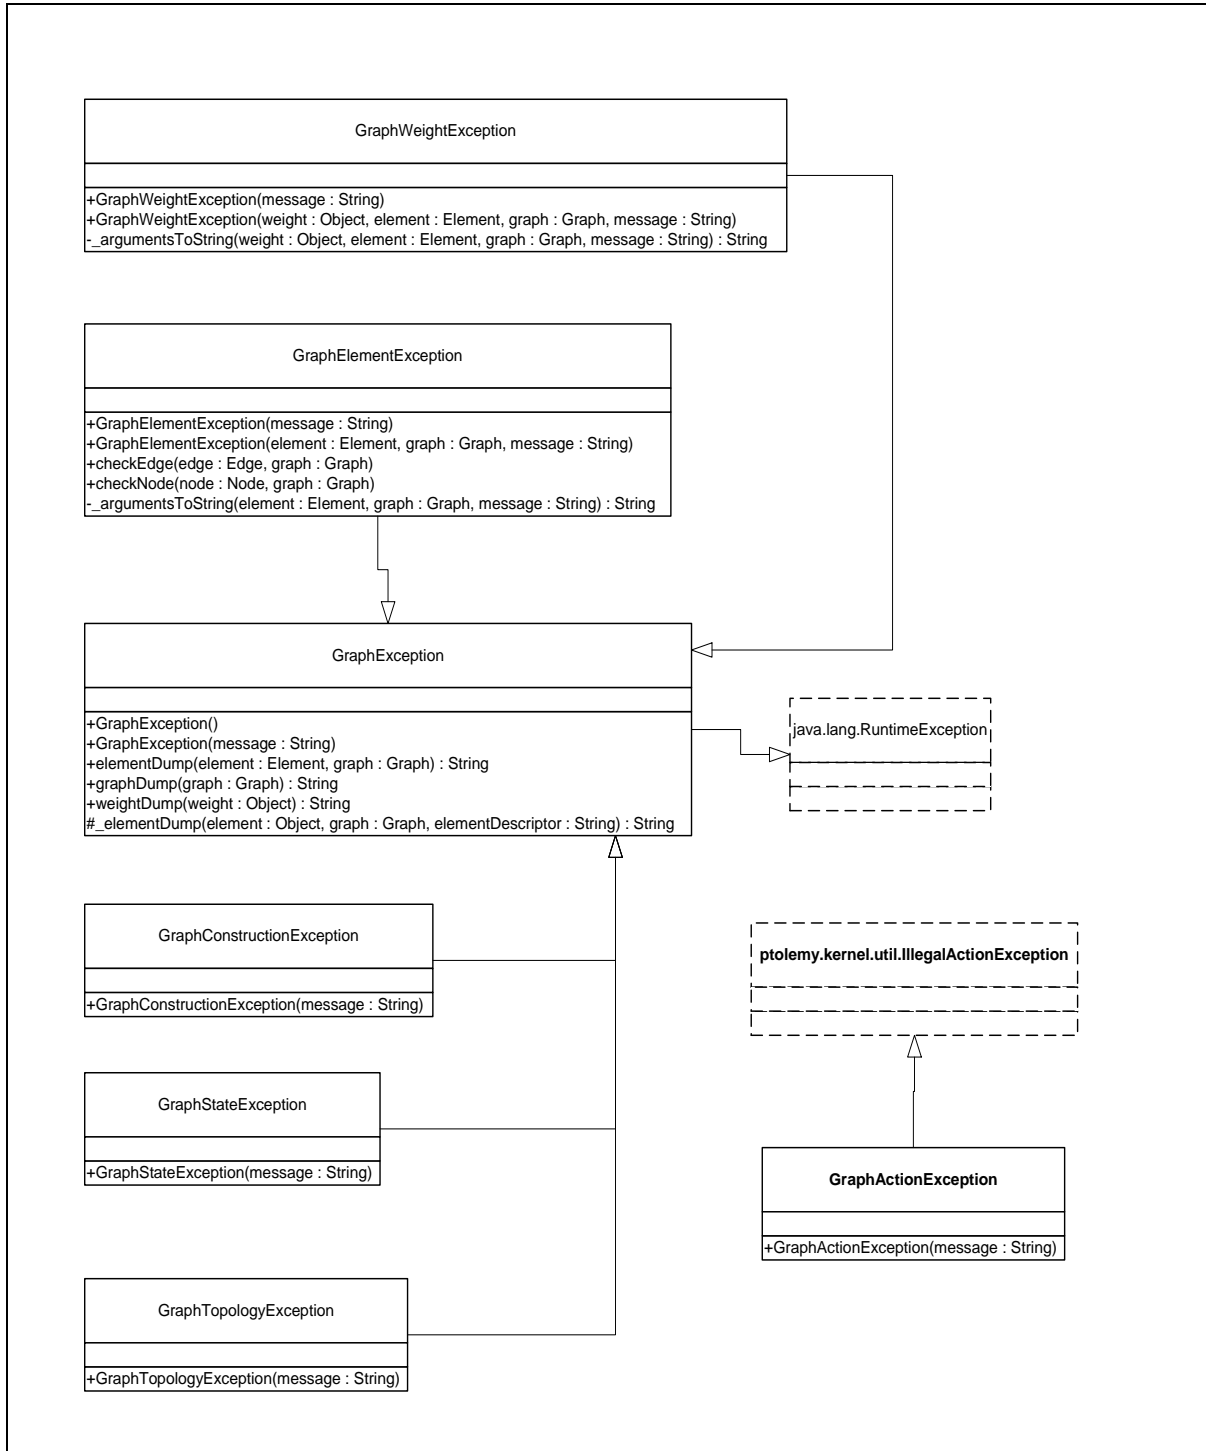 GraphWeightException
+GraphWeightException(message : String)
+GraphWeightException(weight : Object, element : Element, graph : Graph, message : String)
-_argumentsToString(weight : Object, element : Element, graph : Graph, message : String) : String
GraphElementException
+GraphElementException(message : String)
+GraphElementException(element : Element, graph : Graph, message : String)
+checkEdge(edge : Edge, graph : Graph)
+checkNode(node : Node, graph : Graph)
-_argumentsToString(element : Element, graph : Graph, message : String) : String
GraphException
+GraphException()
+GraphException(message : String)
+elementDump(element : Element, graph : Graph) : String
+graphDump(graph : Graph) : String
+weightDump(weight : Object) : String
#_elementDump(element : Object, graph : Graph, elementDescriptor : String) : String
java.lang.RuntimeException
GraphConstructionException
+GraphConstructionException(message : String)
ptolemy.kernel.util.IllegalActionException
GraphStateException
+GraphStateException(message : String)
GraphActionException
+GraphActionException(message : String)
GraphTopologyException
+GraphTopologyException(message : String)